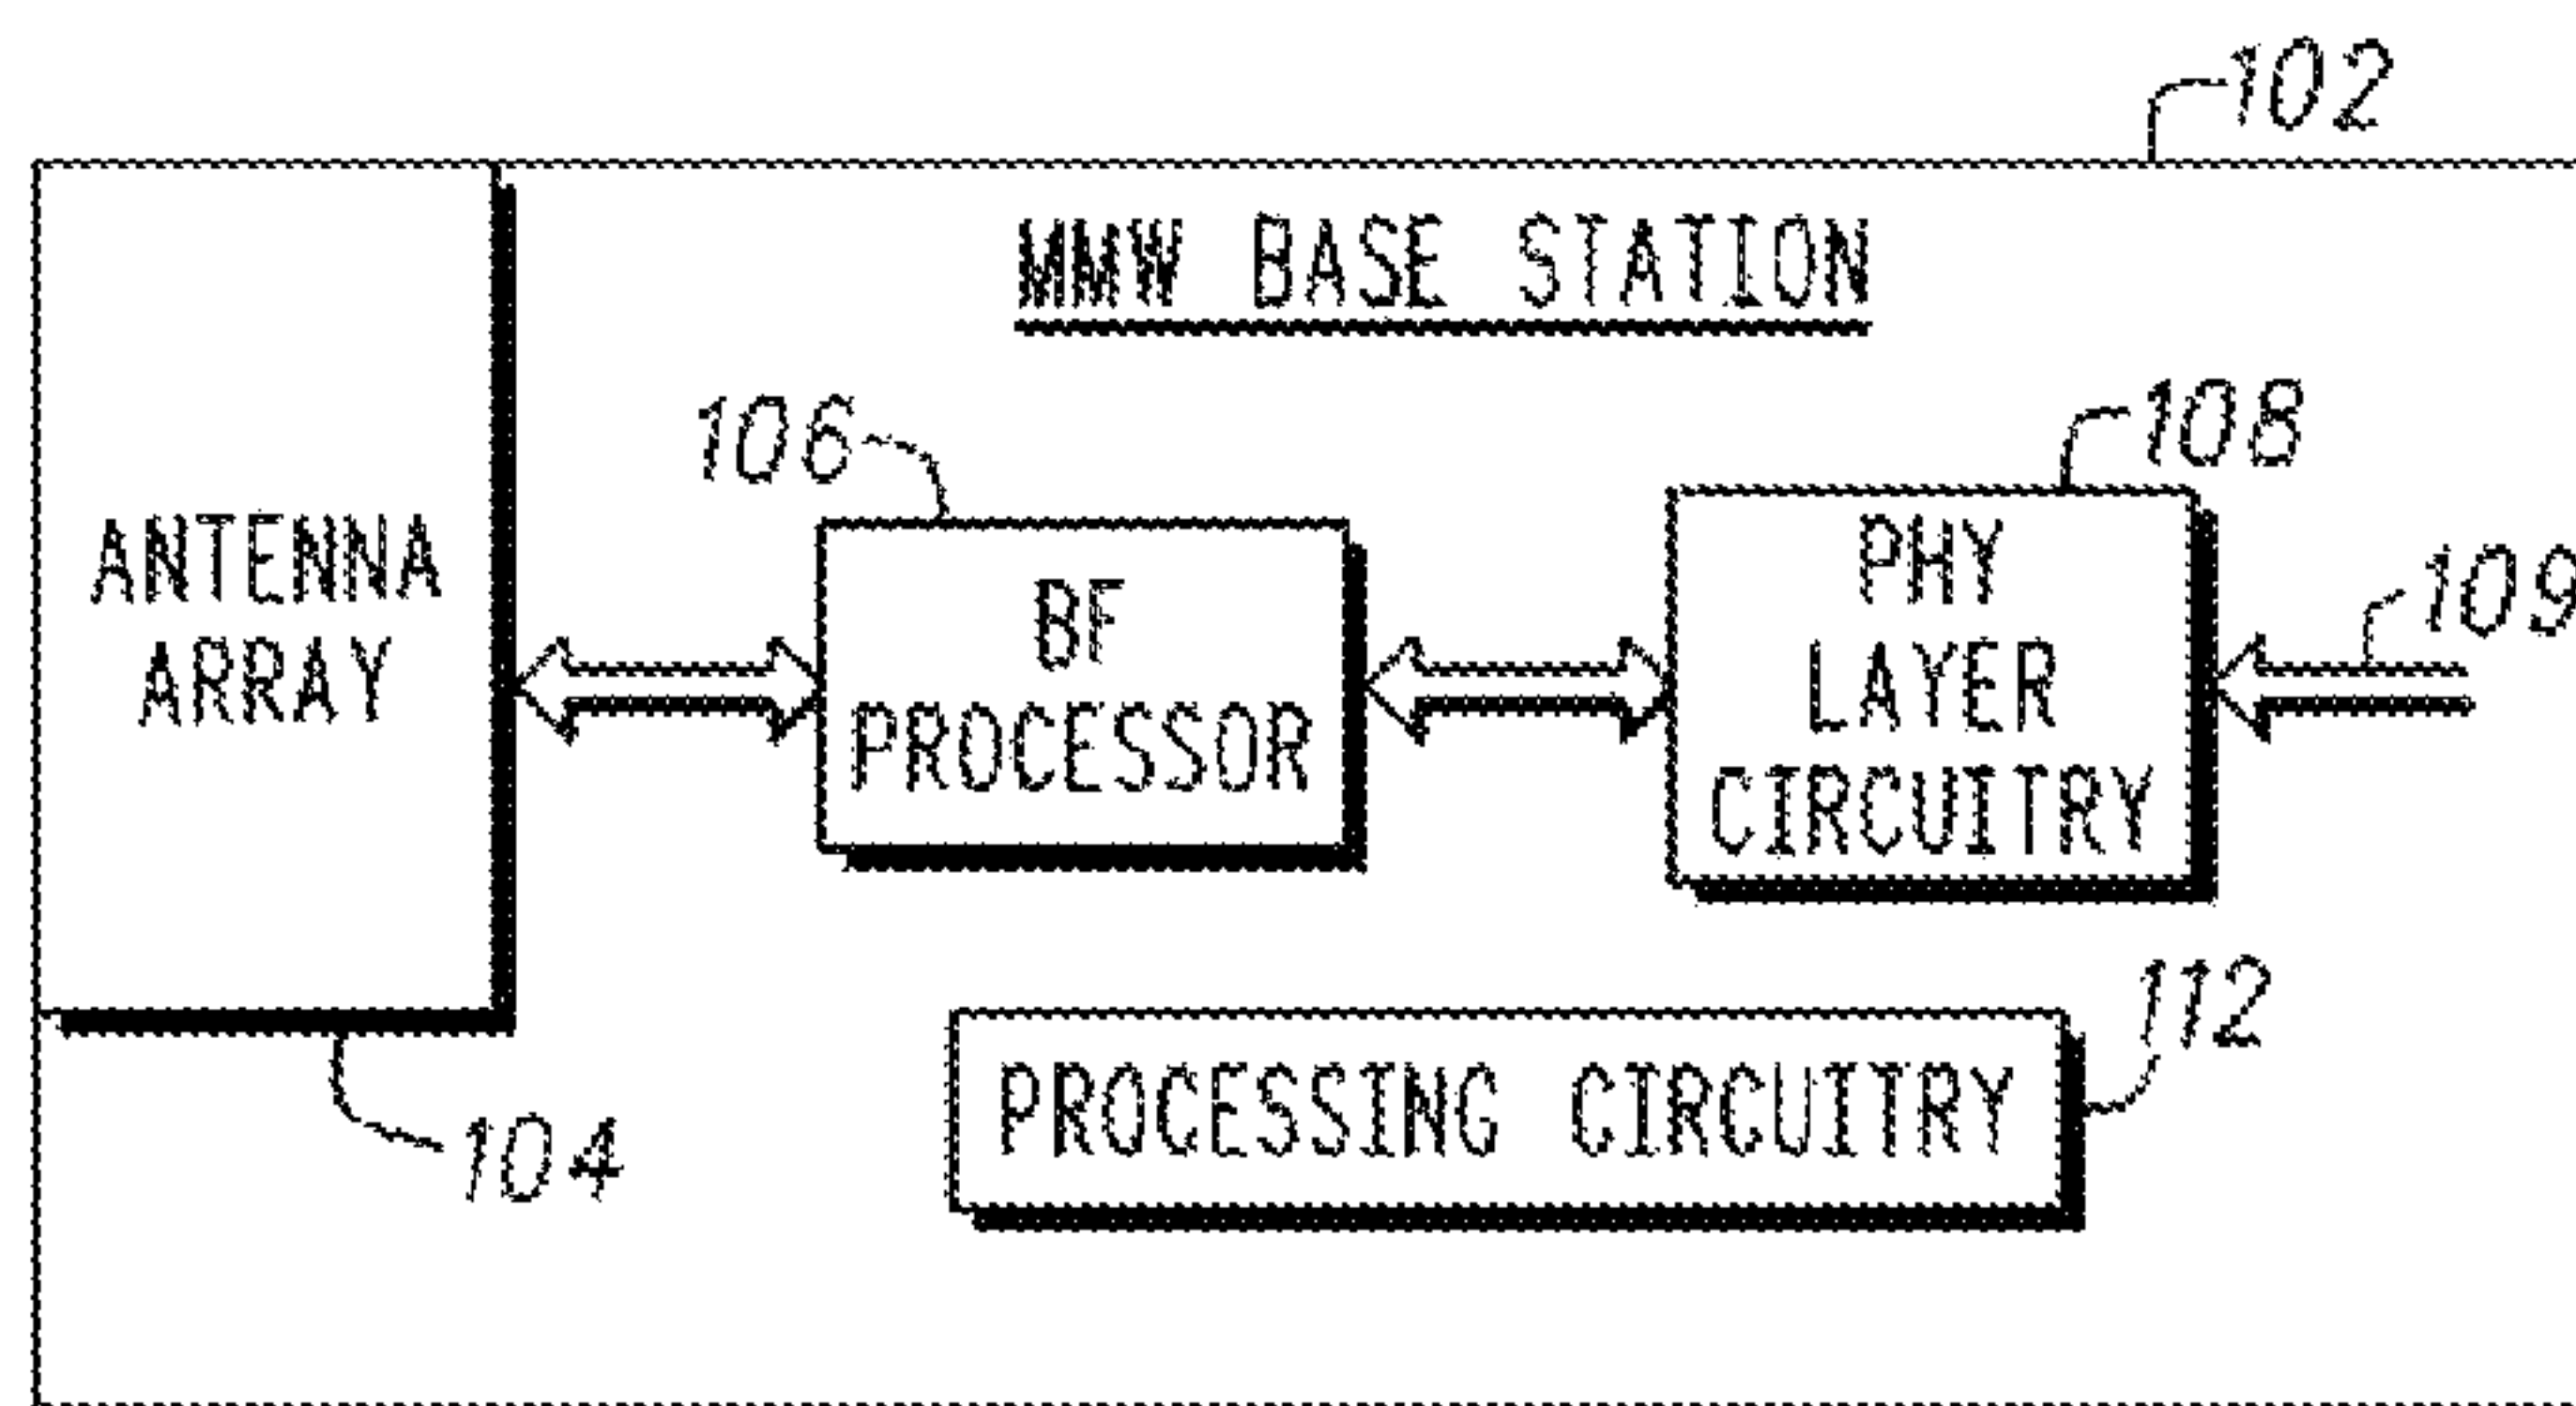 102
MMW BASE STATION
106
108
ANTENNA
ARRAY
BF
PROCESSOR
PHY
LAYER
CIRCUITRY
109
112
PROCESSING CIRCUITRY
104